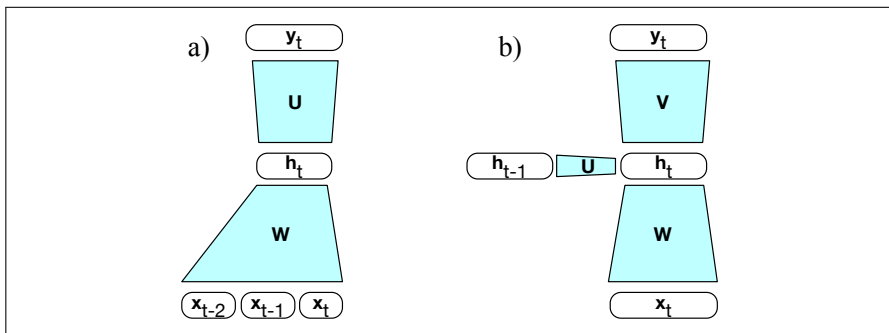 a)
y_t
U
h_t
W
x_t-2 x_t-1 x_t
b)
y_t
V
h_t-1 U h_t
W
x_t